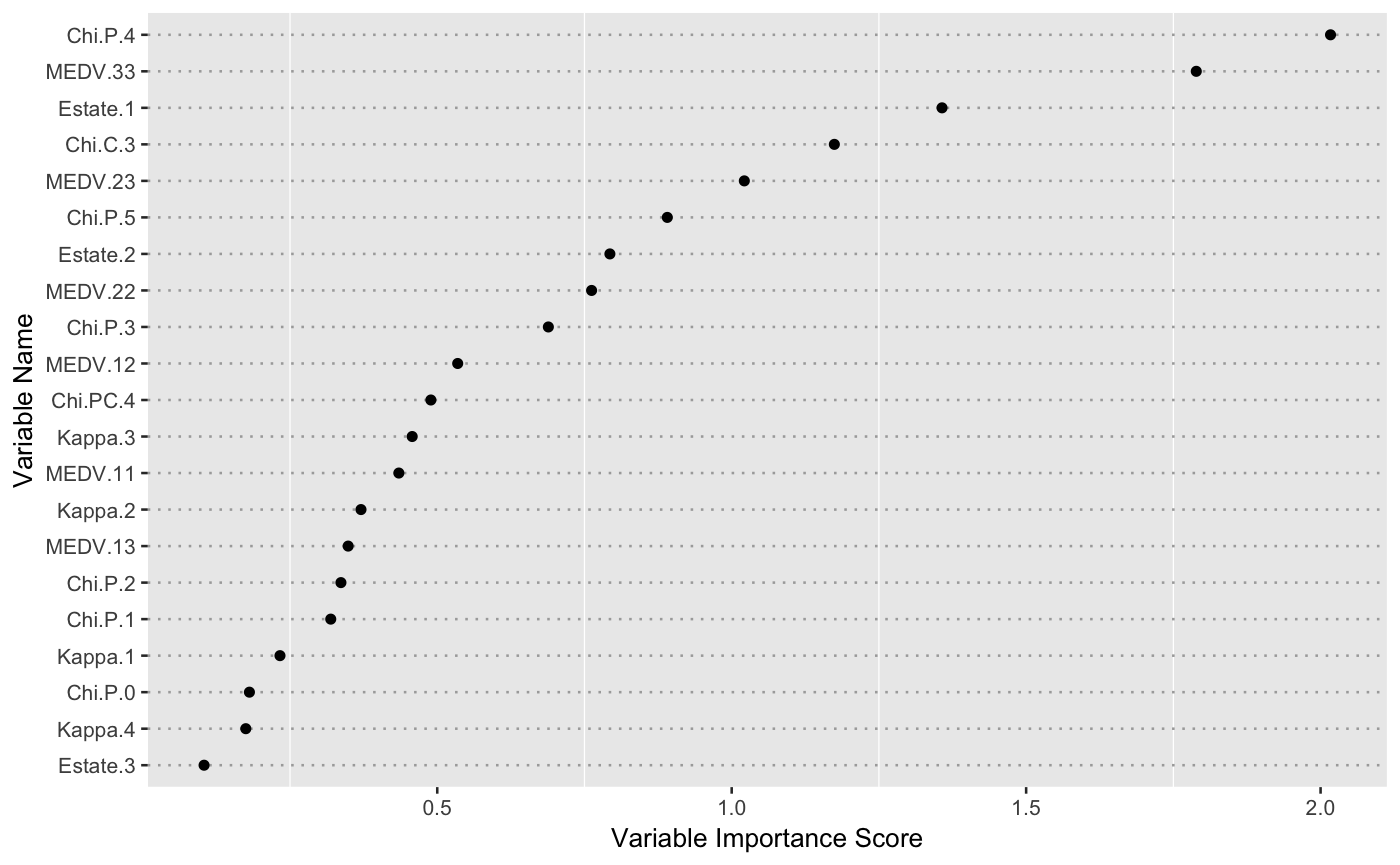 Chi.P.4
MEDV.33
Estate.1
Chi.C.3
MEDV.23
Chi.P.5
Estate.2
MEDV.22
Chi.P.3
MEDV.12
Chi.PC.4
Kappa.3
MEDV.11
Kappa.2
MEDV.13
Chi.P.2
Chi.P.1
Kappa.1
Chi.P.0
Kappa.4
Estate.3
Variable Name
0.5 1.0 1.5 2.0
Variable Importance Score